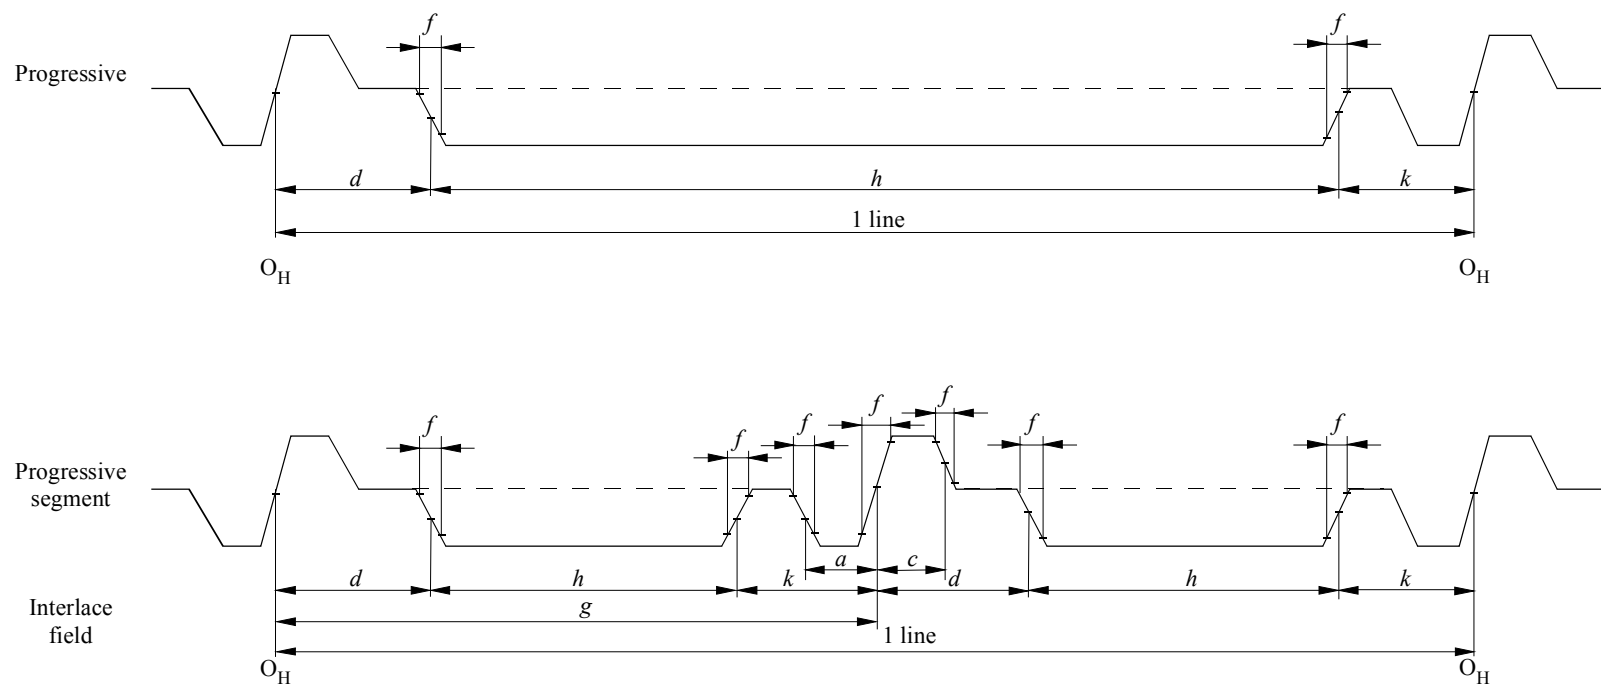 f f
Progressive
d h k
1 line
O_H O_H
f f f f f f f
Progressive
segment
a c
d h k d h k
Interlace
field
g
1 line
O_H O_H